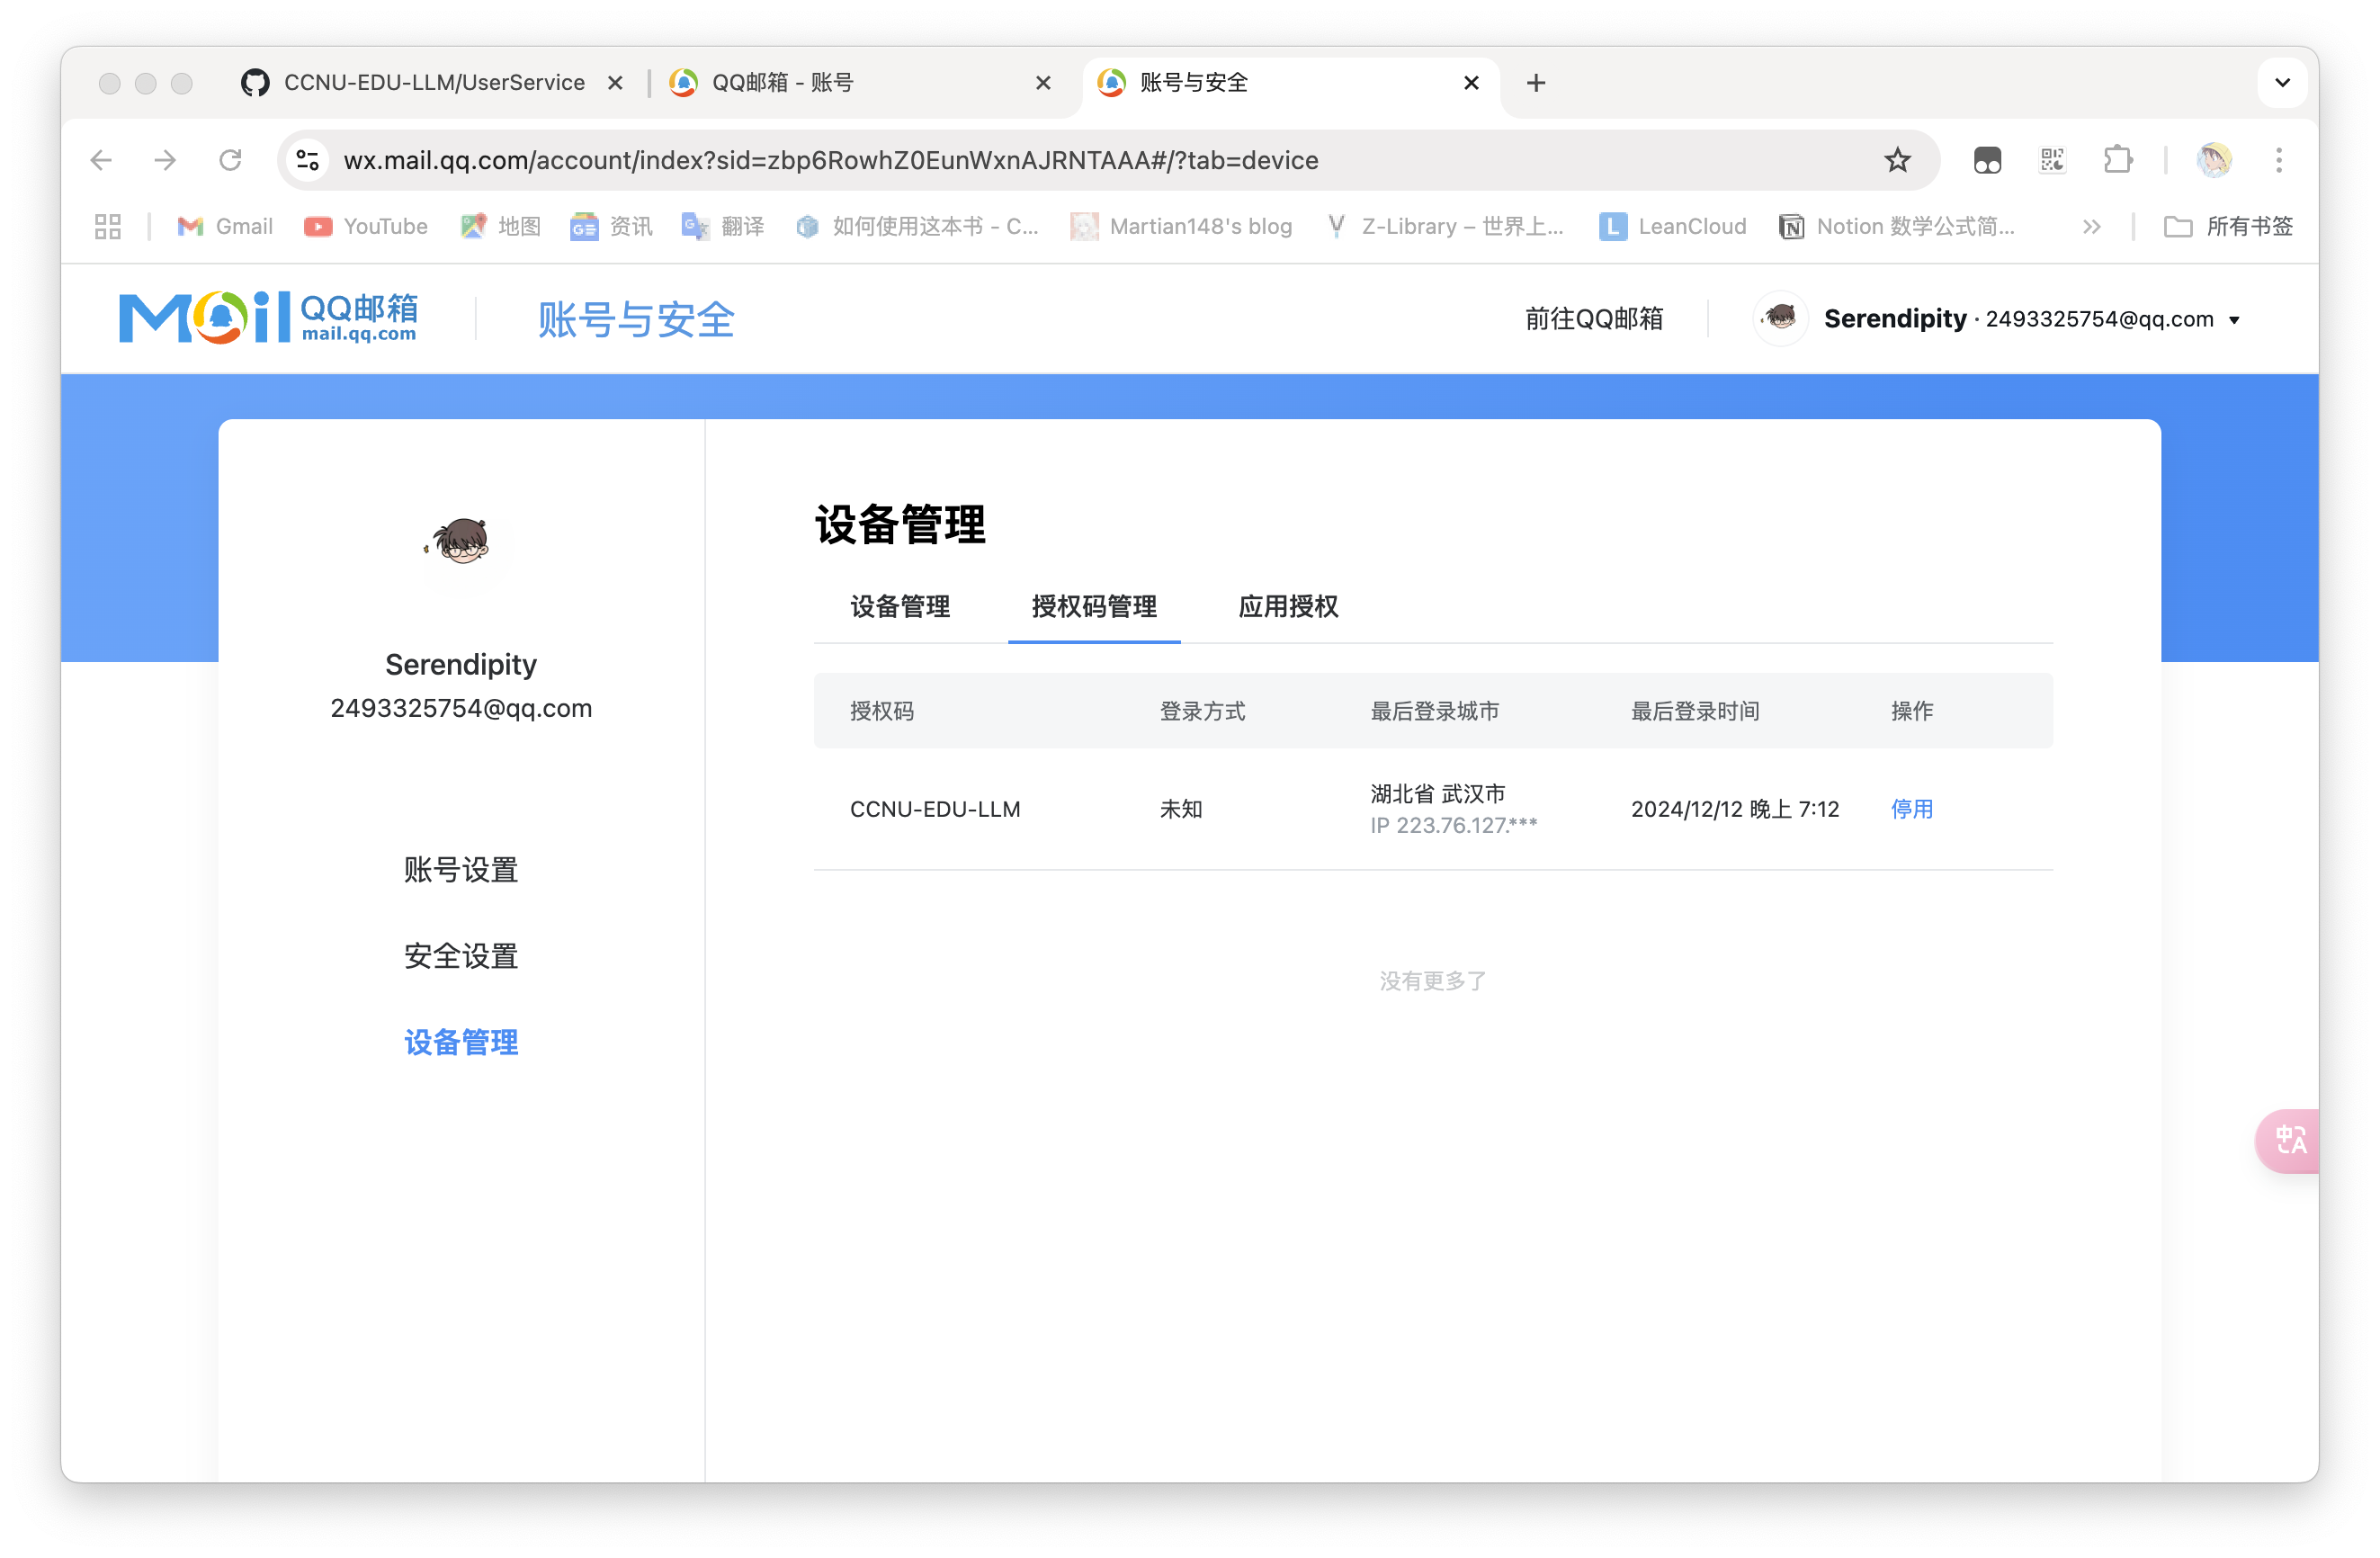 CCNU-EDU-LLM/UserService
QQ邮箱 - 账号
账号与安全
wx.mail.qq.com/account/index?sid=zbp6RowhZ0EunWxnAJRNTAAA#/?tab=device
Gmail
YouTube
地图
资讯
翻译
如何使用这本书 - C...
Martian148's blog
Z-Library – 世界上...
LeanCloud
Notion 数学公式简...
所有书签
Mail QQ邮箱
mail.qq.com
账号与安全
前往QQ邮箱
Serendipity · 2493325754@qq.com
Serendipity
2493325754@qq.com
账号设置
安全设置
设备管理
设备管理
设备管理 授权码管理 应用授权
授权码 登录方式 最后登录城市 最后登录时间 操作
CCNU-EDU-LLM 未知 湖北省 武汉市 2024/12/12 晚上 7:12 停用
IP 223.76.127.***
没有更多了